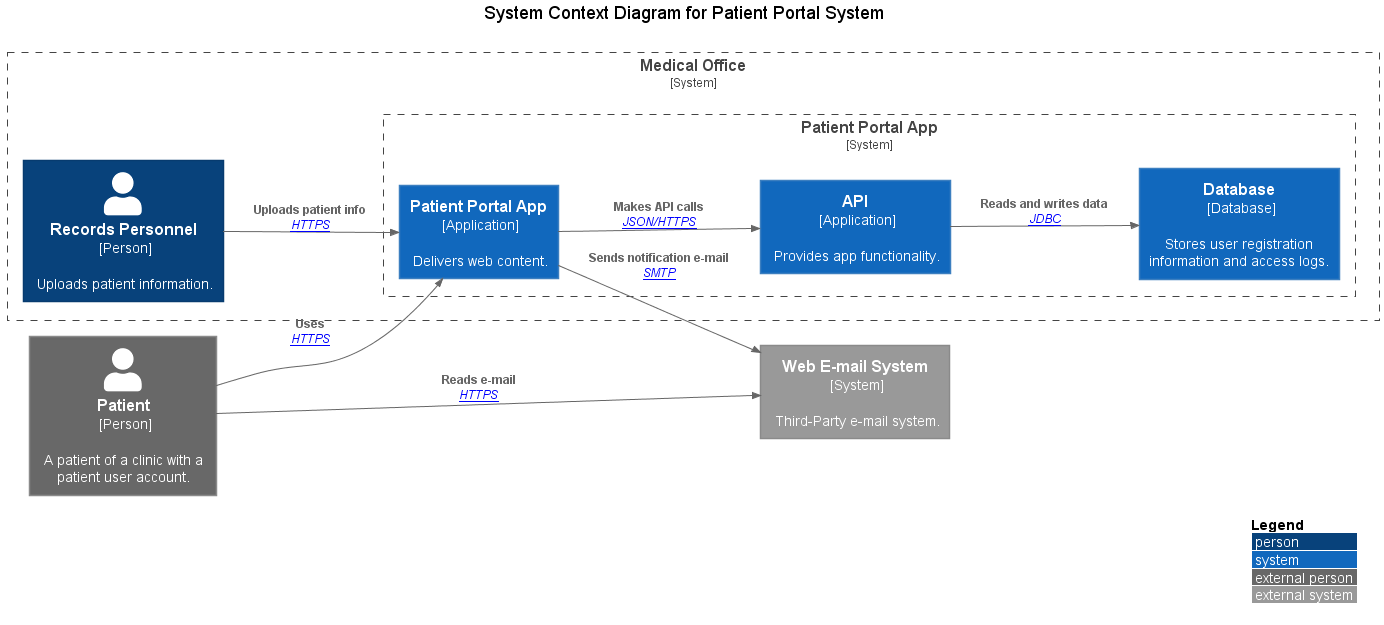 System Context Diagram for Patient Portal System
Medical Office
[System]
Patient Portal App
[System]
Records Personnel
[Person]
Uploads patient information.
Uploads patient info
HTTPS
Patient Portal App
[Application]
Delivers web content.
Makes API calls
JSON/HTTPS
API
[Application]
Provides app functionality.
Reads and writes data
JDBC
Database
[Database]
Stores user registration
information and access logs.
Sends notification e-mail
SMTP
Uses
HTTPS
Patient
[Person]
A patient of a clinic with a
patient user account.
Reads e-mail
HTTPS
Web E-mail System
[System]
Third-Party e-mail system.
Legend
person
system
external person
external system